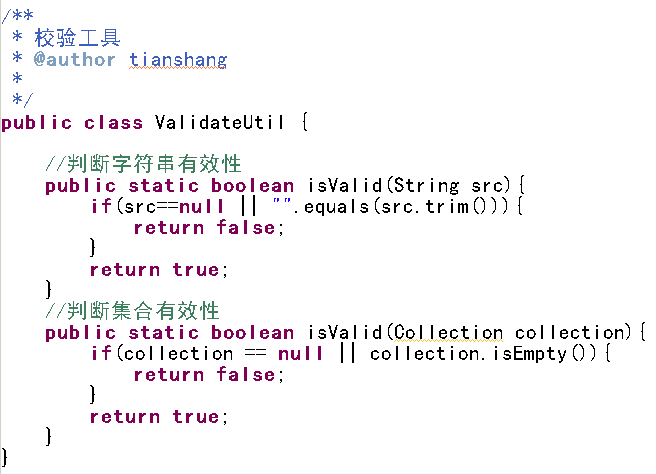 /**
 * 校验工具
 * @author tianshang
 *
 */
public class ValidateUtil {

    //判断字符串有效性
    public static boolean isValid(String src){
        if(src==null || "".equals(src.trim())){
            return false;
        }
        return true;
    }
    //判断集合有效性
    public static boolean isValid(Collection collection){
        if(collection == null || collection.isEmpty()){
            return false;
        }
        return true;
    }
}